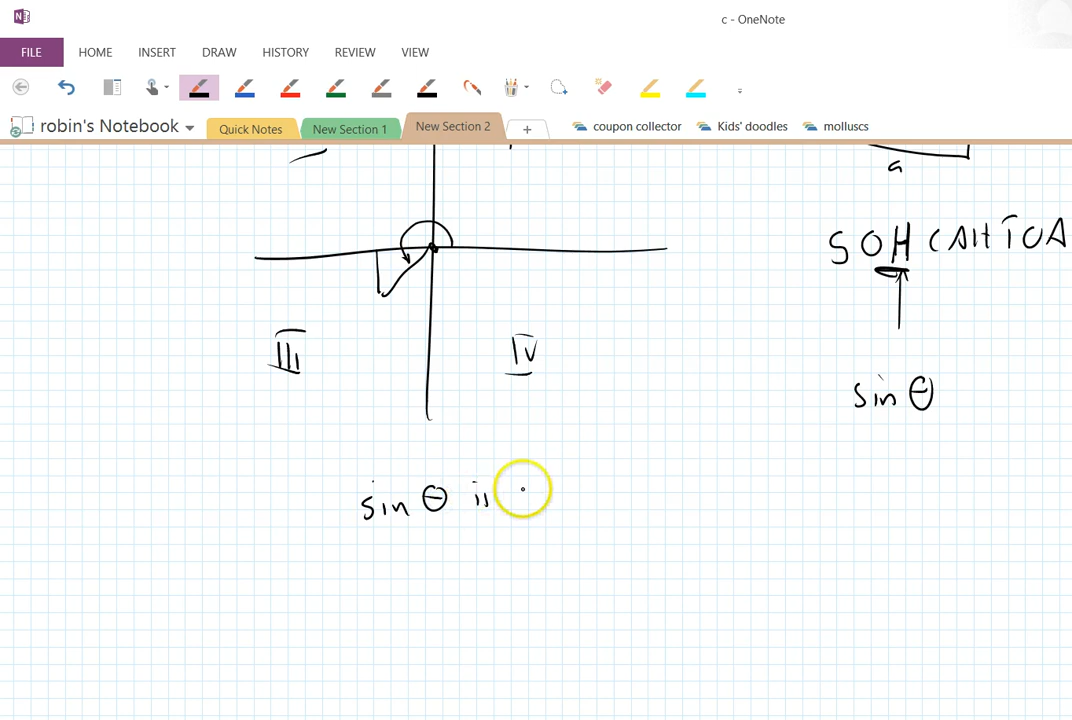 c - OneNote
FILE HOME INSERT DRAW HISTORY REVIEW VIEW
robin's Notebook Quick Notes New Section 1 New Section 2 + coupon collector Kids' doodles molluscs
a
SOH CAH TOA
III IV
sin θ
sin θ is